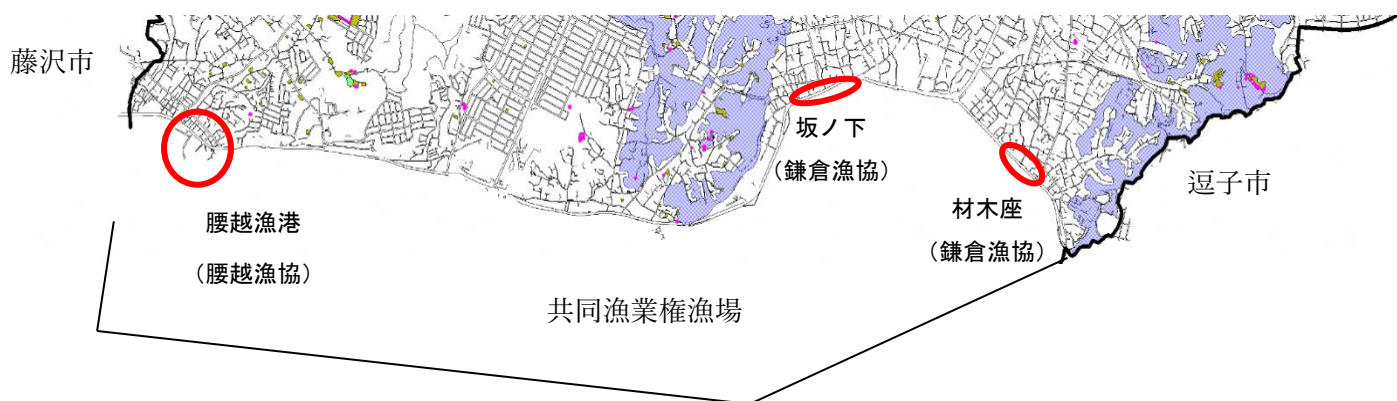 藤沢市
坂ノ下
（鎌倉漁協）
逗子市
材木座
（鎌倉漁協）
腰越漁港
（腰越漁協）
共同漁業権漁場